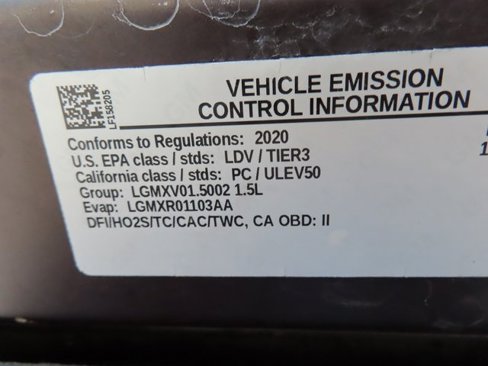 VEHICLE EMISSION
CONTROL INFORMATION
LF158205
Conforms to Regulations: 2020
U.S. EPA class / stds: LDV / TIER3
California class / stds: PC / ULEV50
Group: LGMXV01.5002 1.5L
Evap: LGMXR01103AA
DFI/HO2S/TC/CAC/TWC, CA OBD: II